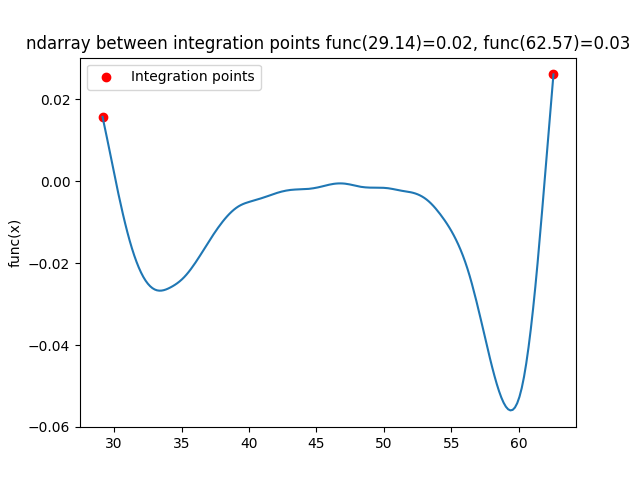 ndarray between integration points func(29.14)=0.02, func(62.57)=0.03
Integration points
0.02
0.00
−0.02
−0.04
−0.06
func(x)
30 35 40 45 50 55 60